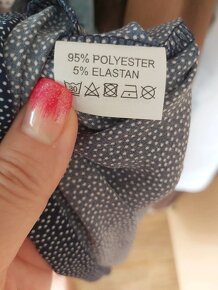 95% POLYESTER
5% ELASTAN